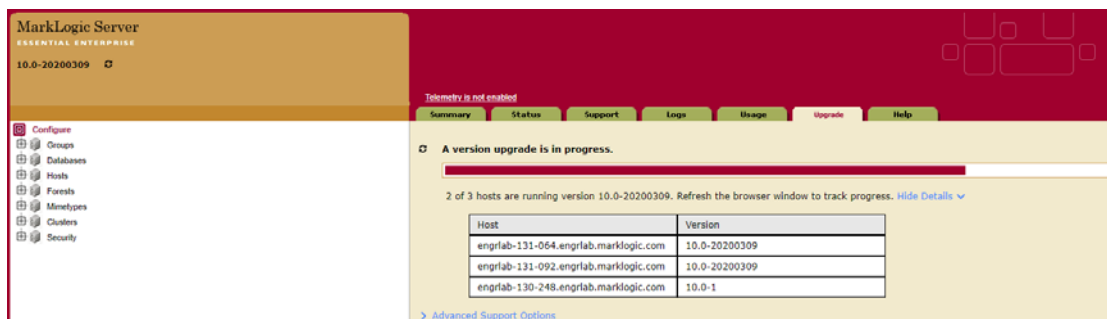 MarkLogic Server
ESSENTIAL ENTERPRISE
10.0-20200309
Telemetry is not enabled
Summary Status Support Logs Usage Upgrade Help
Configure
Groups
Databases
Hosts
Forests
Mimetypes
Clusters
Security
A version upgrade is in progress.
2 of 3 hosts are running version 10.0-20200309. Refresh the browser window to track progress. Hide Details
Host Version
engrlab-131-064.engrlab.marklogic.com 10.0-20200309
engrlab-131-092.engrlab.marklogic.com 10.0-20200309
engrlab-130-248.engrlab.marklogic.com 10.0-1
Advanced Support Options